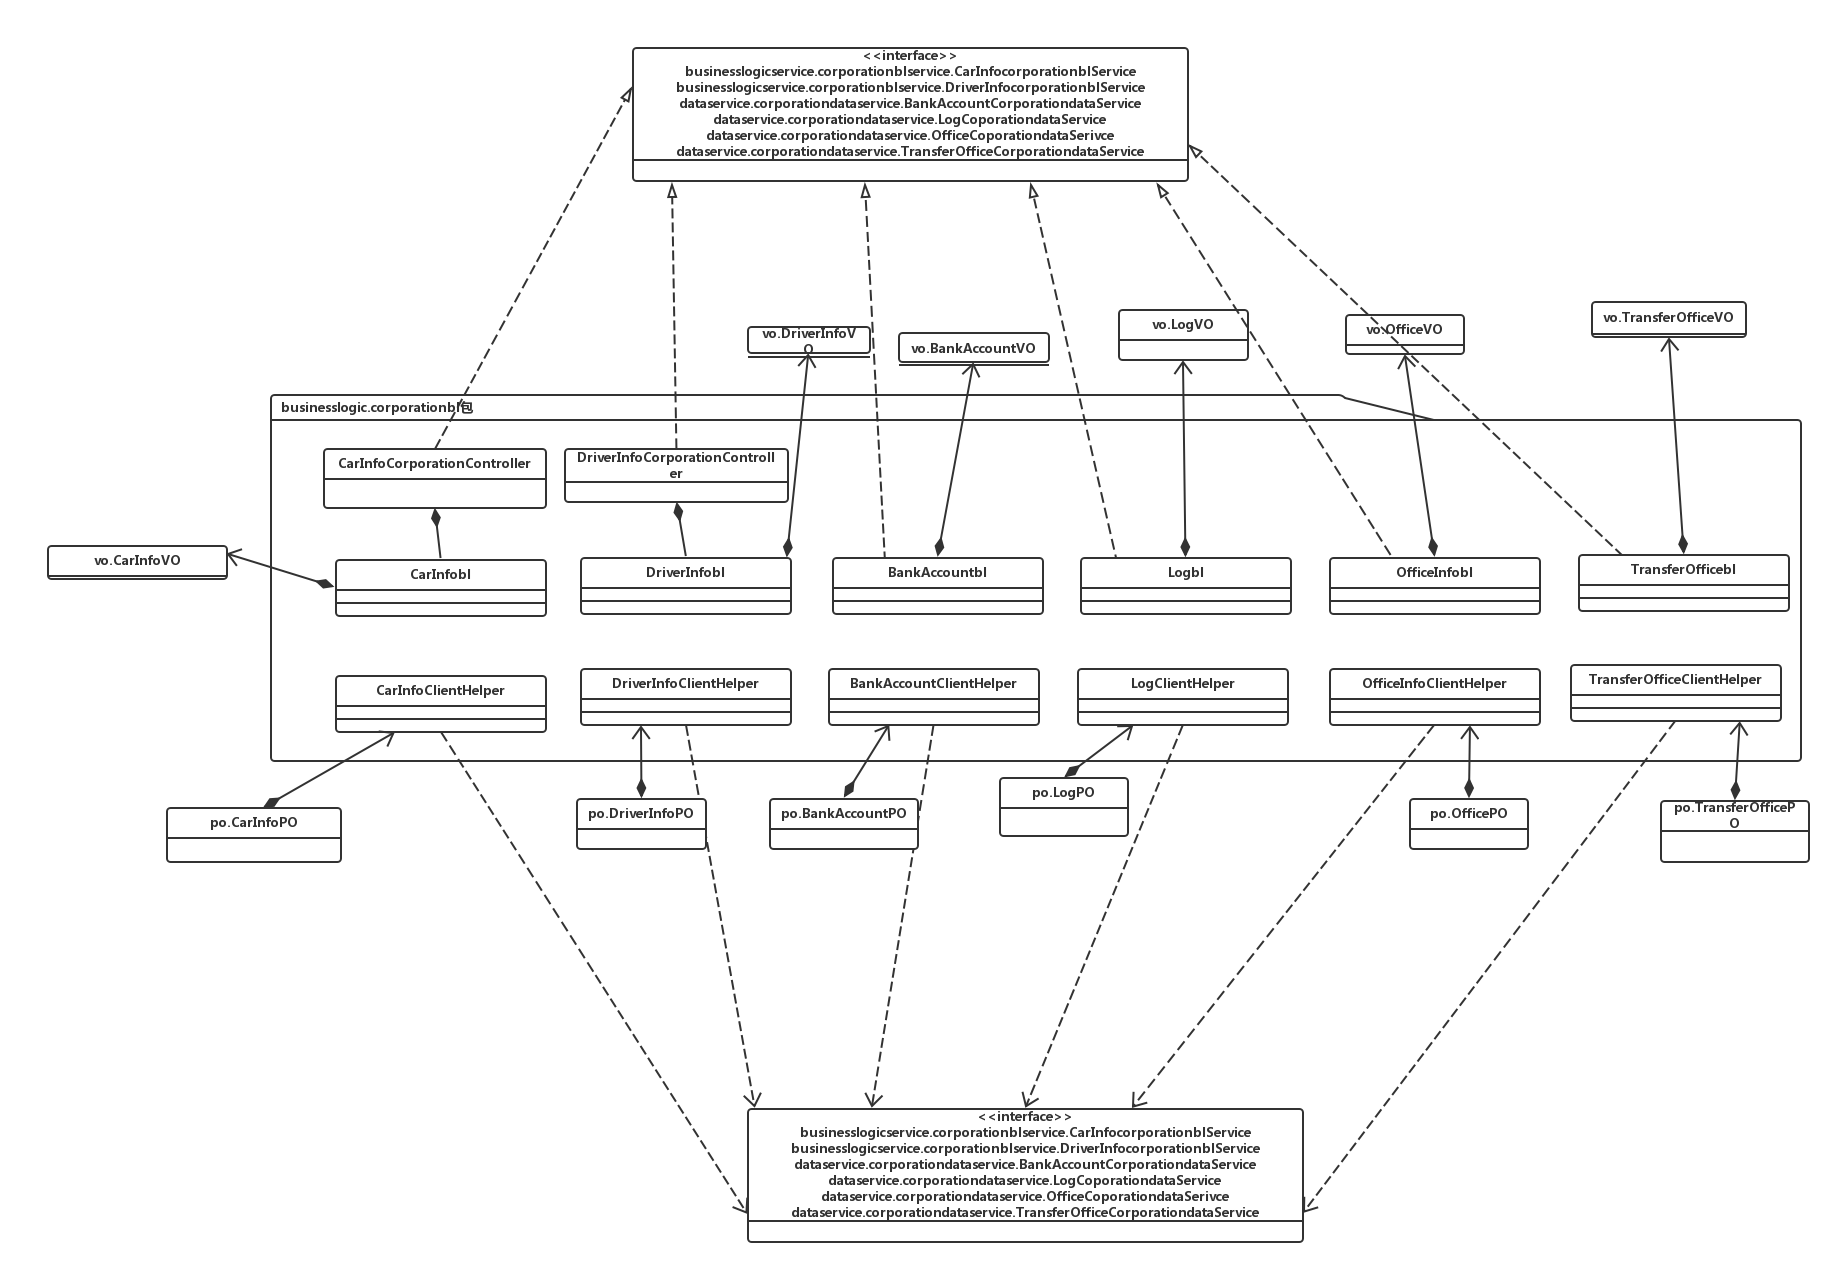 <<interface>>
businesslogicservice.corporationblservice.CarInfocorporationblService
businesslogicservice.corporationblservice.DriverInfocorporationblService
dataservice.corporationdataservice.BankAccountCorporationdataService
dataservice.corporationdataservice.LogCoporationdataService
dataservice.corporationdataservice.OfficeCoporationdataSerivce
dataservice.corporationdataservice.TransferOfficeCorporationdataService
vo.DriverInfoV
O
vo.BankAccountVO
vo.LogVO
vo.OfficeVO
vo.TransferOfficeVO
businesslogic.corporationbl包
CarInfoCorporationController
DriverInfoCorporationControll
er
vo.CarInfoVO
CarInfobl
DriverInfobl
BankAccountbl
Logbl
OfficeInfobl
TransferOfficebl
CarInfoClientHelper
DriverInfoClientHelper
BankAccountClientHelper
LogClientHelper
OfficeInfoClientHelper
TransferOfficeClientHelper
po.CarInfoPO
po.DriverInfoPO
po.BankAccountPO
po.LogPO
po.OfficePO
po.TransferOfficeP
O
<<interface>>
businesslogicservice.corporationblservice.CarInfocorporationblService
businesslogicservice.corporationblservice.DriverInfocorporationblService
dataservice.corporationdataservice.BankAccountCorporationdataService
dataservice.corporationdataservice.LogCoporationdataService
dataservice.corporationdataservice.OfficeCoporationdataSerivce
dataservice.corporationdataservice.TransferOfficeCorporationdataService